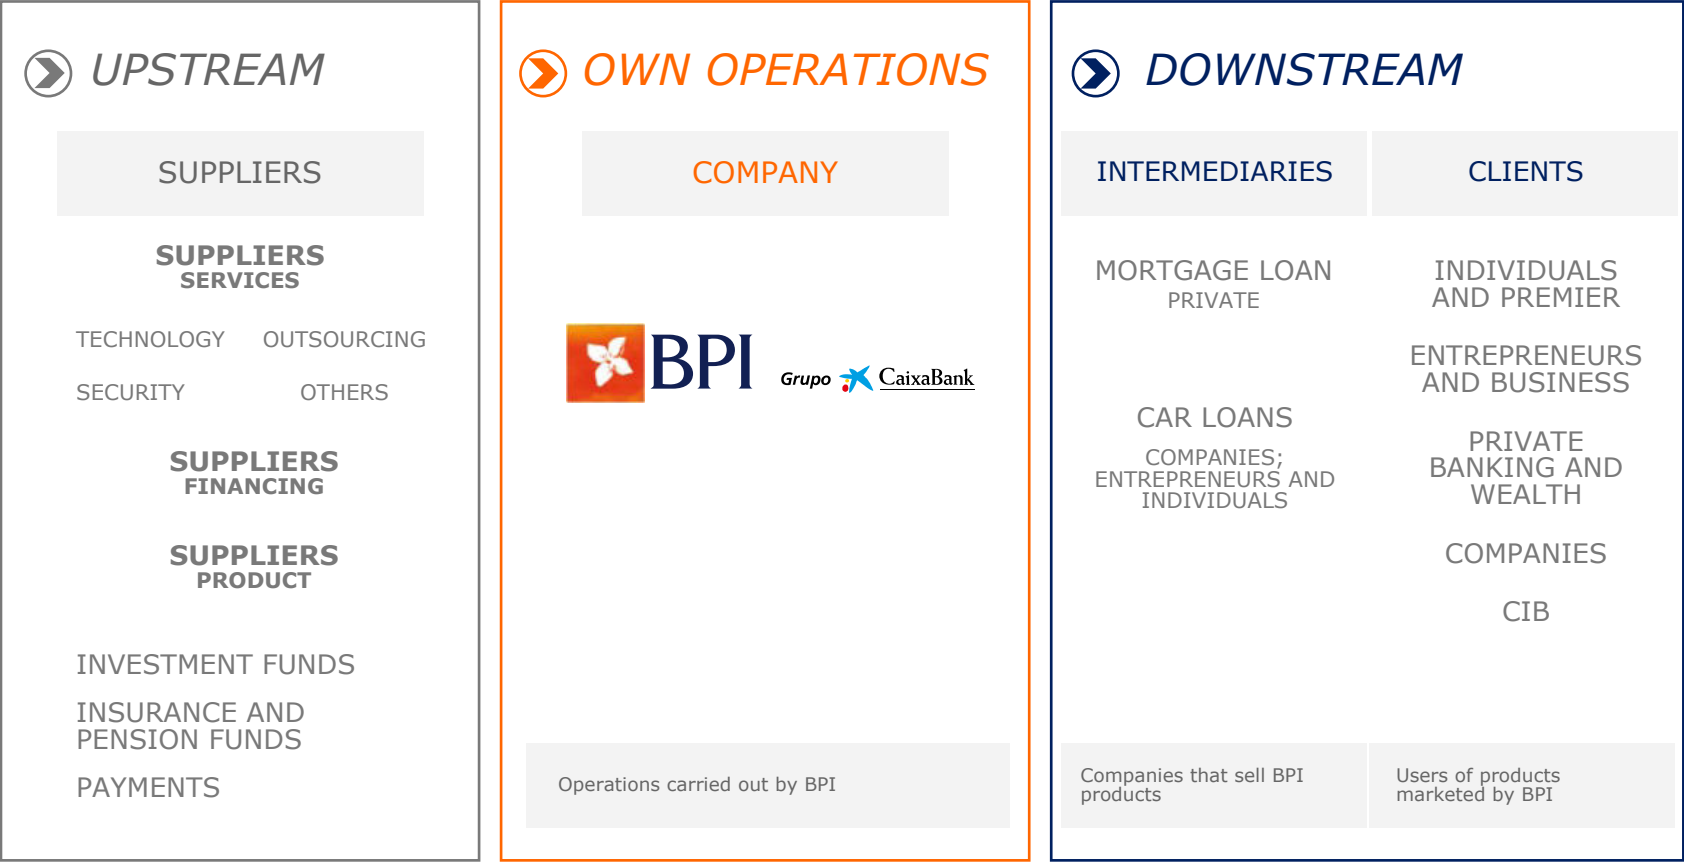 UPSTREAM
SUPPLIERS
SUPPLIERS
SERVICES
TECHNOLOGY OUTSOURCING
SECURITY OTHERS
SUPPLIERS
FINANCING
SUPPLIERS
PRODUCT
INVESTMENT FUNDS
INSURANCE AND
PENSION FUNDS
PAYMENTS
OWN OPERATIONS
COMPANY
BPI
Grupo CaixaBank
Operations carried out by BPI
DOWNSTREAM
INTERMEDIARIES
MORTGAGE LOAN
PRIVATE
CAR LOANS
COMPANIES;
ENTREPRENEURS AND
INDIVIDUALS
Companies that sell BPI
products
CLIENTS
INDIVIDUALS
AND PREMIER
ENTREPRENEURS
AND BUSINESS
PRIVATE
BANKING AND
WEALTH
COMPANIES
CIB
Users of products
marketed by BPI